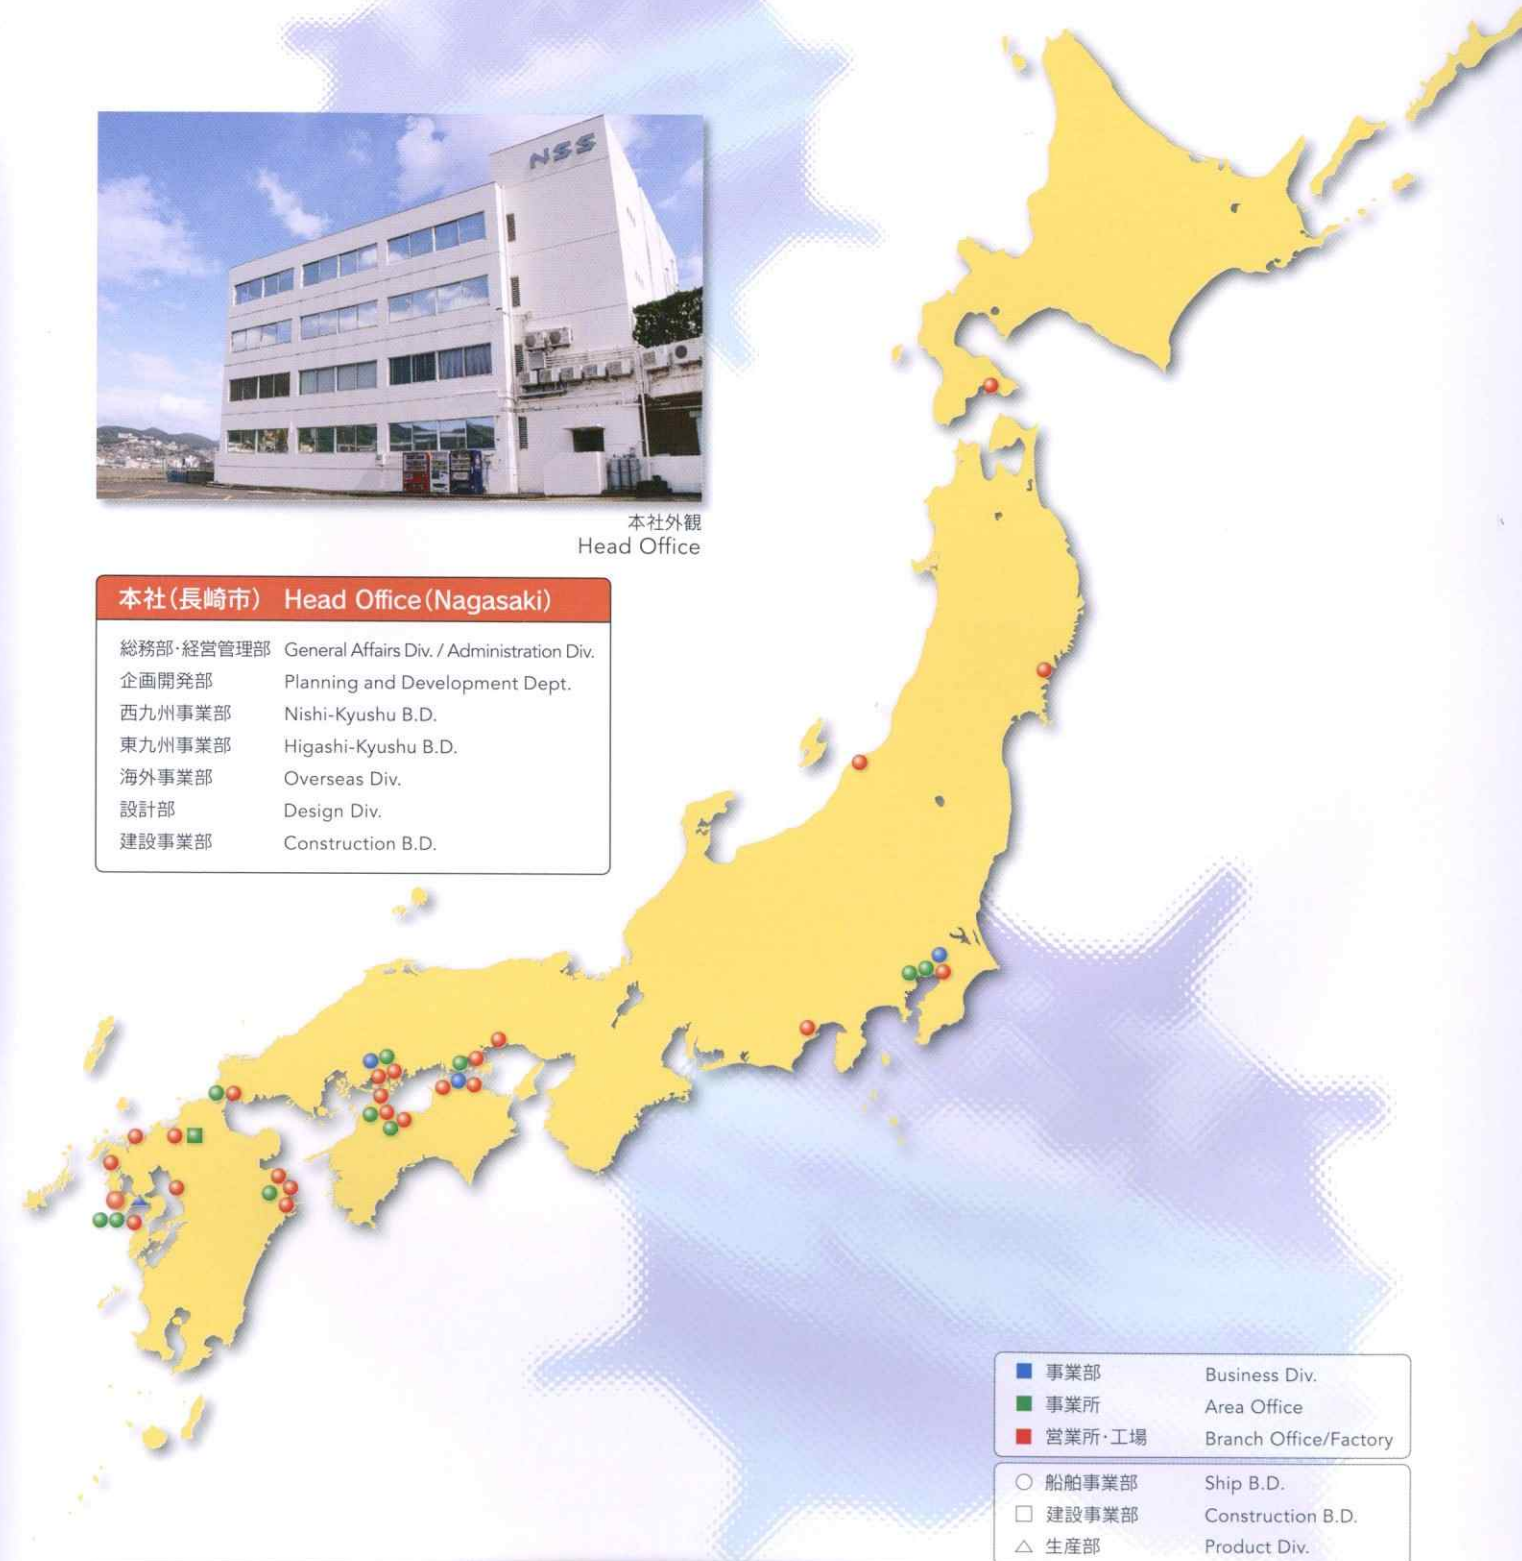 NSS
本社外観
Head Office
本社(長崎市) Head Office(Nagasaki)
総務部・経営管理部 General Affairs Div. / Administration Div.
企画開発部 Planning and Development Dept.
西九州事業部 Nishi-Kyushu B.D.
東九州事業部 Higashi-Kyushu B.D.
海外事業部 Overseas Div.
設計部 Design Div.
建設事業部 Construction B.D.
事業部 Business Div.
事業所 Area Office
営業所・工場 Branch Office/Factory
船舶事業部 Ship B.D.
建設事業部 Construction B.D.
生産部 Product Div.